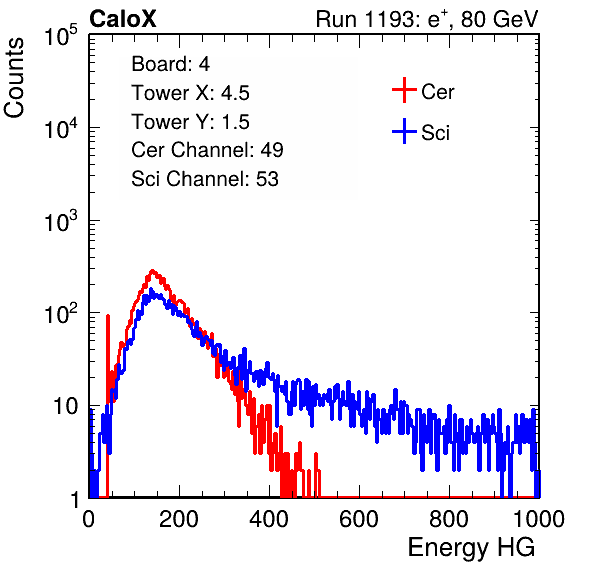 CaloX Run 1193: e⁺, 80 GeV
Counts
10⁵
10⁴
10³
10²
10
1
Board: 4
Tower X: 4.5
Tower Y: 1.5
Cer Channel: 49
Sci Channel: 53
Cer
Sci
0 200 400 600 800 1000
Energy HG